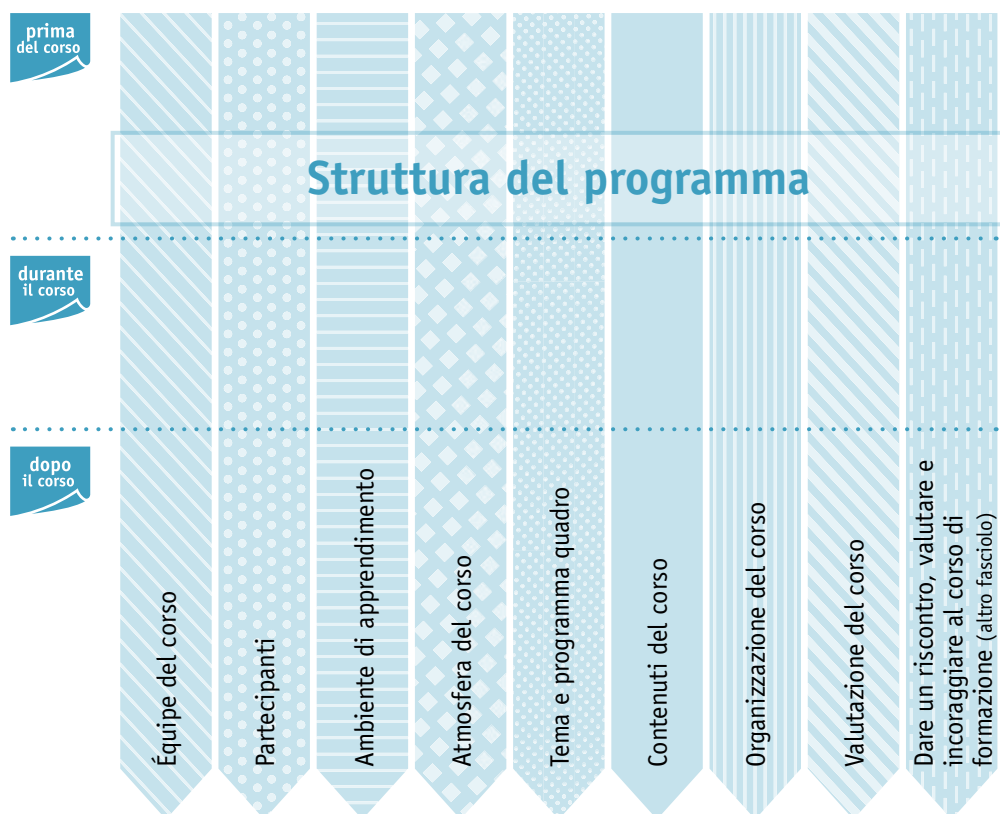 prima
del corso
Struttura del programma
durante
il corso
dopo
il corso
Équipe del corso
Partecipanti
Ambiente di apprendimento
Atmosfera del corso
Tema e programma quadro
Contenuti del corso
Organizzazione del corso
Valutazione del corso
Dare un riscontro, valutare e
incoraggiare al corso di
formazione (altro fasciolo)